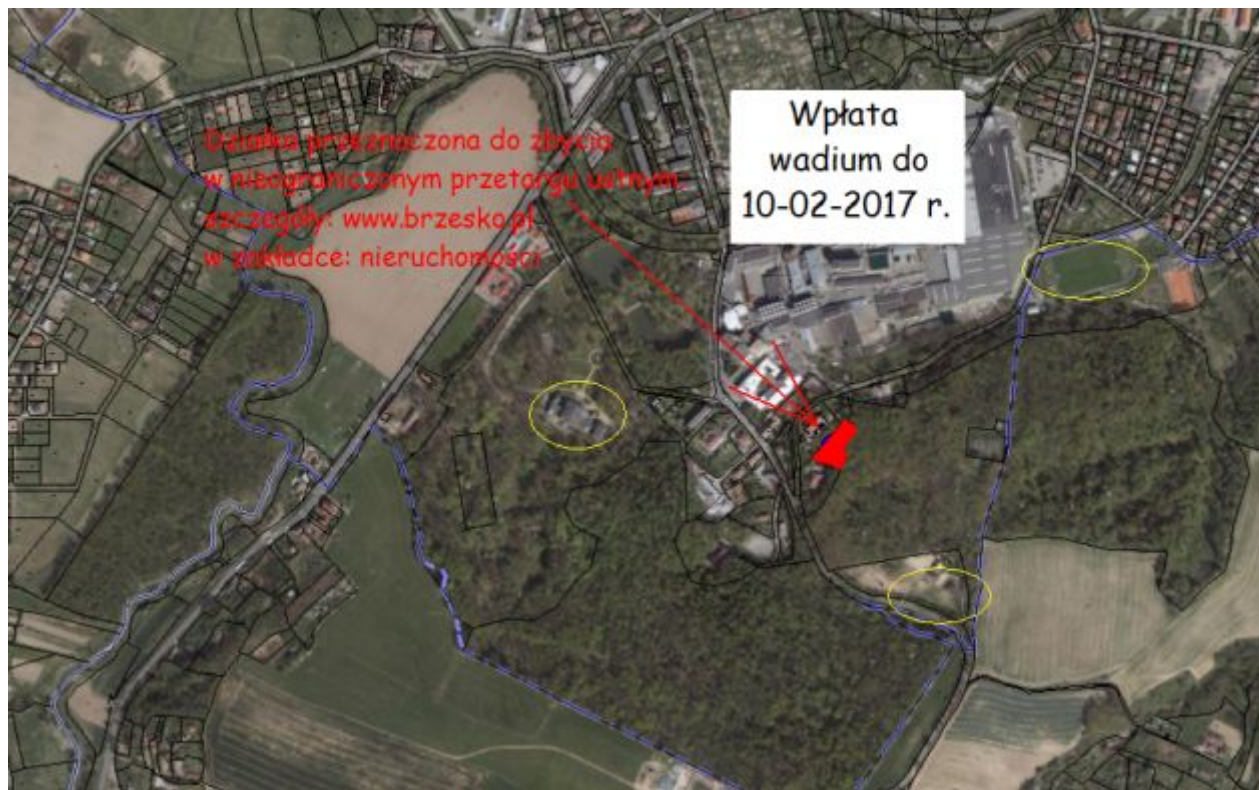 Działka przeznaczona do zbycia
w nieograniczonym przetargu ustnym
szczegóły: www.brzesko.pl
w zakładce: nieruchomości
Wpłata
wadium do
10-02-2017 r.